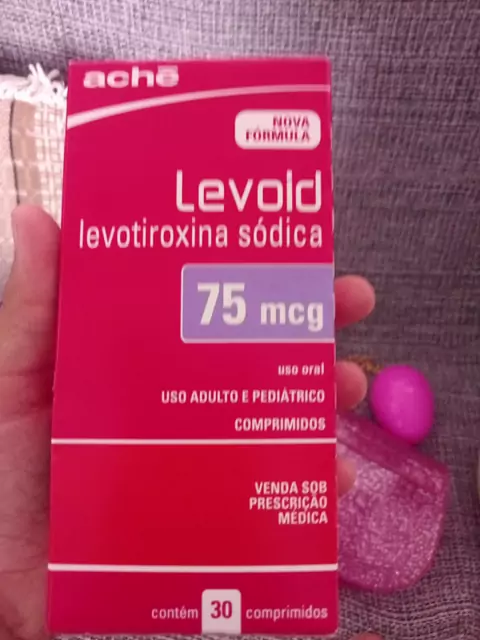 achē
NOVA
FÓRMULA
Levoid
levotiroxina sódica
75 mcg
uso oral
USO ADULTO E PEDIÁTRICO
COMPRIMIDOS
VENDA SOB
PRESCRIÇÃO
MÉDICA
contém 30 comprimidos